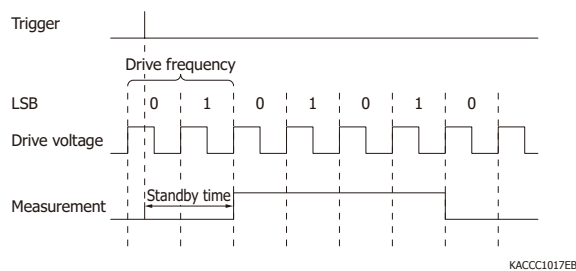 Trigger
Drive frequency
LSB 0 1 0 1 0 1 0
Drive voltage
Standby time
Measurement
KACCC1017EB